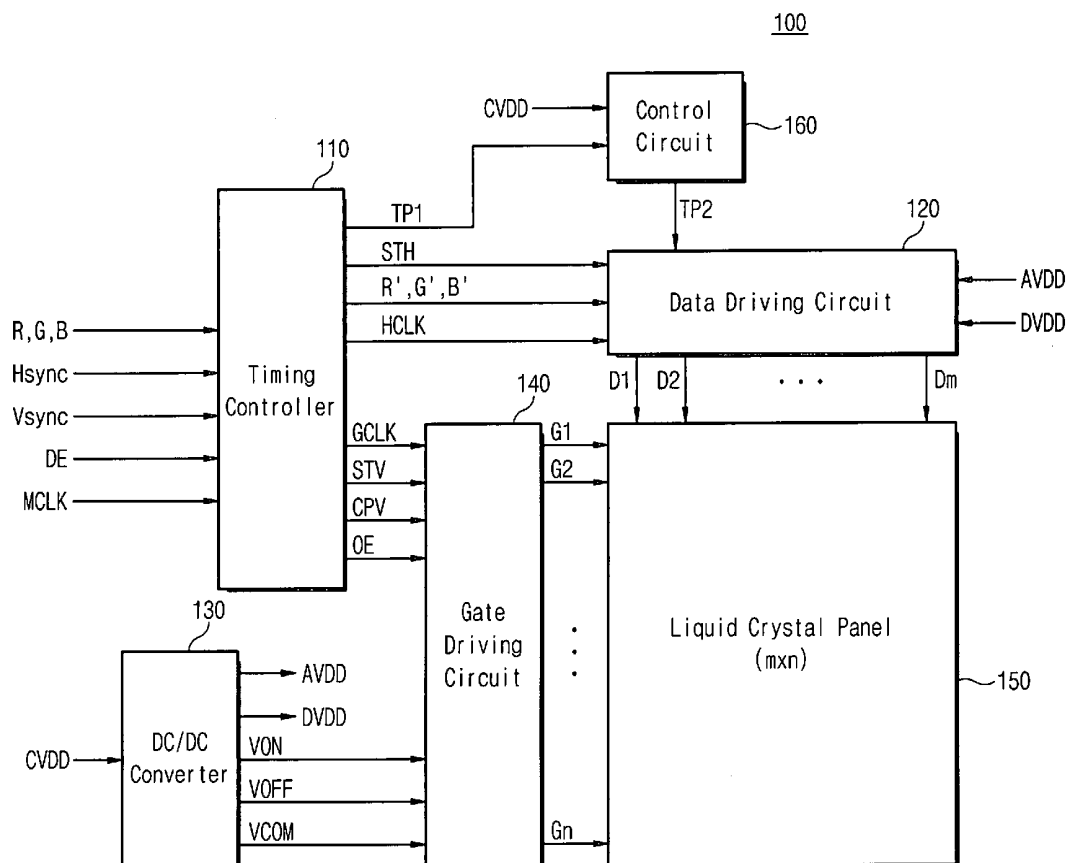 100
CVDD
Control
Circuit
160
110
TP1
TP2
120
STH
R',G',B'
HCLK
Data Driving Circuit
AVDD
DVDD
R,G,B
Hsync
Vsync
DE
MCLK
Timing
Controller
D1
D2
...
Dm
140
GCLK
STV
CPV
OE
G1
G2
Gate
Driving
Circuit
Liquid Crystal Panel
(mxn)
150
130
AVDD
DVDD
CVDD
DC/DC
Converter
VON
VOFF
VCOM
Gn